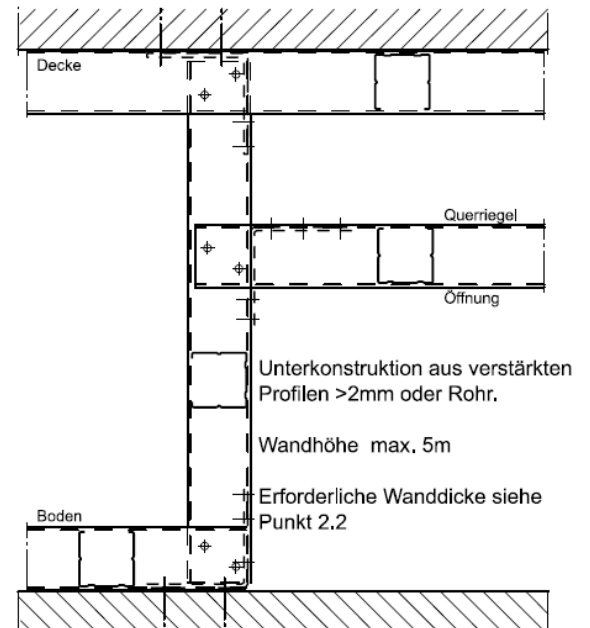 Decke
Querriegel
Öffnung
Unterkonstruktion aus verstärkten
Profilen >2mm oder Rohr.
Wandhöhe max. 5m
Erforderliche Wanddicke siehe
Punkt 2.2
Boden